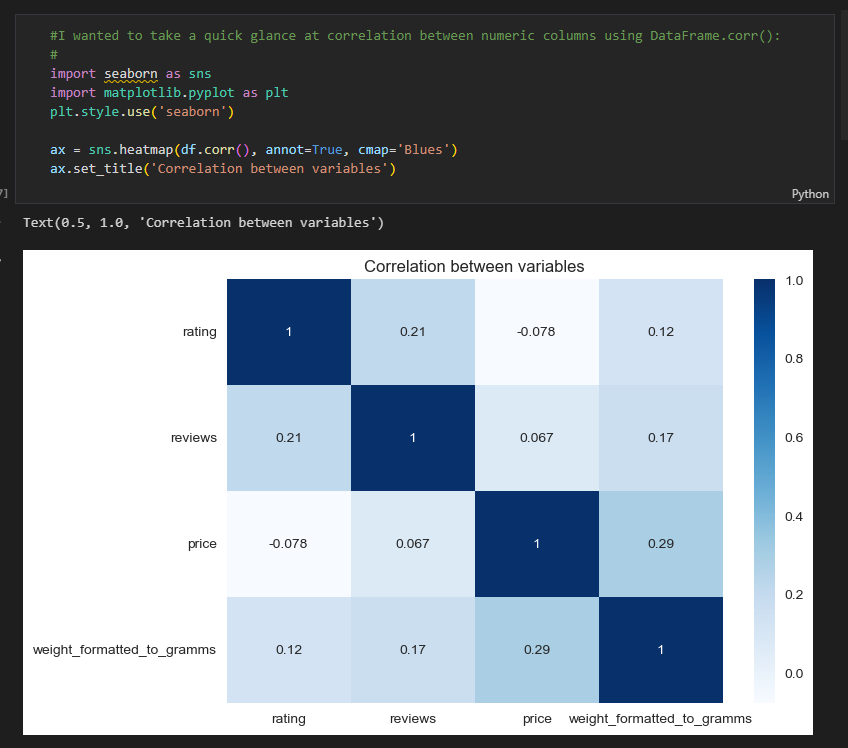 #I wanted to take a quick glance at correlation between numeric columns using DataFrame.corr():
#
import seaborn as sns
import matplotlib.pyplot as plt
plt.style.use('seaborn')
ax = sns.heatmap(df.corr(), annot=True, cmap='Blues')
ax.set_title('Correlation between variables')
7]
Python
Text(0.5, 1.0, 'Correlation between variables')
Correlation between variables
1.0
rating 1 0.21 -0.078 0.12
0.8
reviews 0.21 1 0.067 0.17
0.6
0.4
price -0.078 0.067 1 0.29
0.2
weight_formatted_to_gramms 0.12 0.17 0.29 1
0.0
rating reviews price weight_formatted_to_gramms